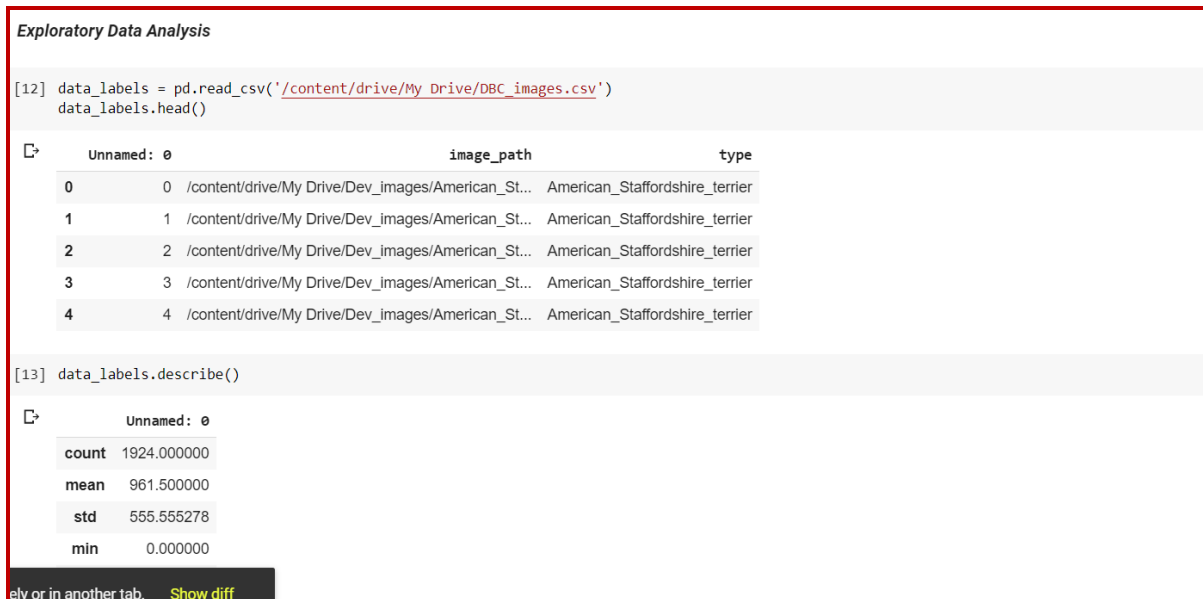 Exploratory Data Analysis
[12] data_labels = pd.read_csv('/content/drive/My Drive/DBC_images.csv')
data_labels.head()
Unnamed: 0 image_path type
0 0 /content/drive/My Drive/Dev_images/American_St... American_Staffordshire_terrier
1 1 /content/drive/My Drive/Dev_images/American_St... American_Staffordshire_terrier
2 2 /content/drive/My Drive/Dev_images/American_St... American_Staffordshire_terrier
3 3 /content/drive/My Drive/Dev_images/American_St... American_Staffordshire_terrier
4 4 /content/drive/My Drive/Dev_images/American_St... American_Staffordshire_terrier
[13] data_labels.describe()
Unnamed: 0
count 1924.000000
mean 961.500000
std 555.555278
min 0.000000
ely or in another tab. Show diff